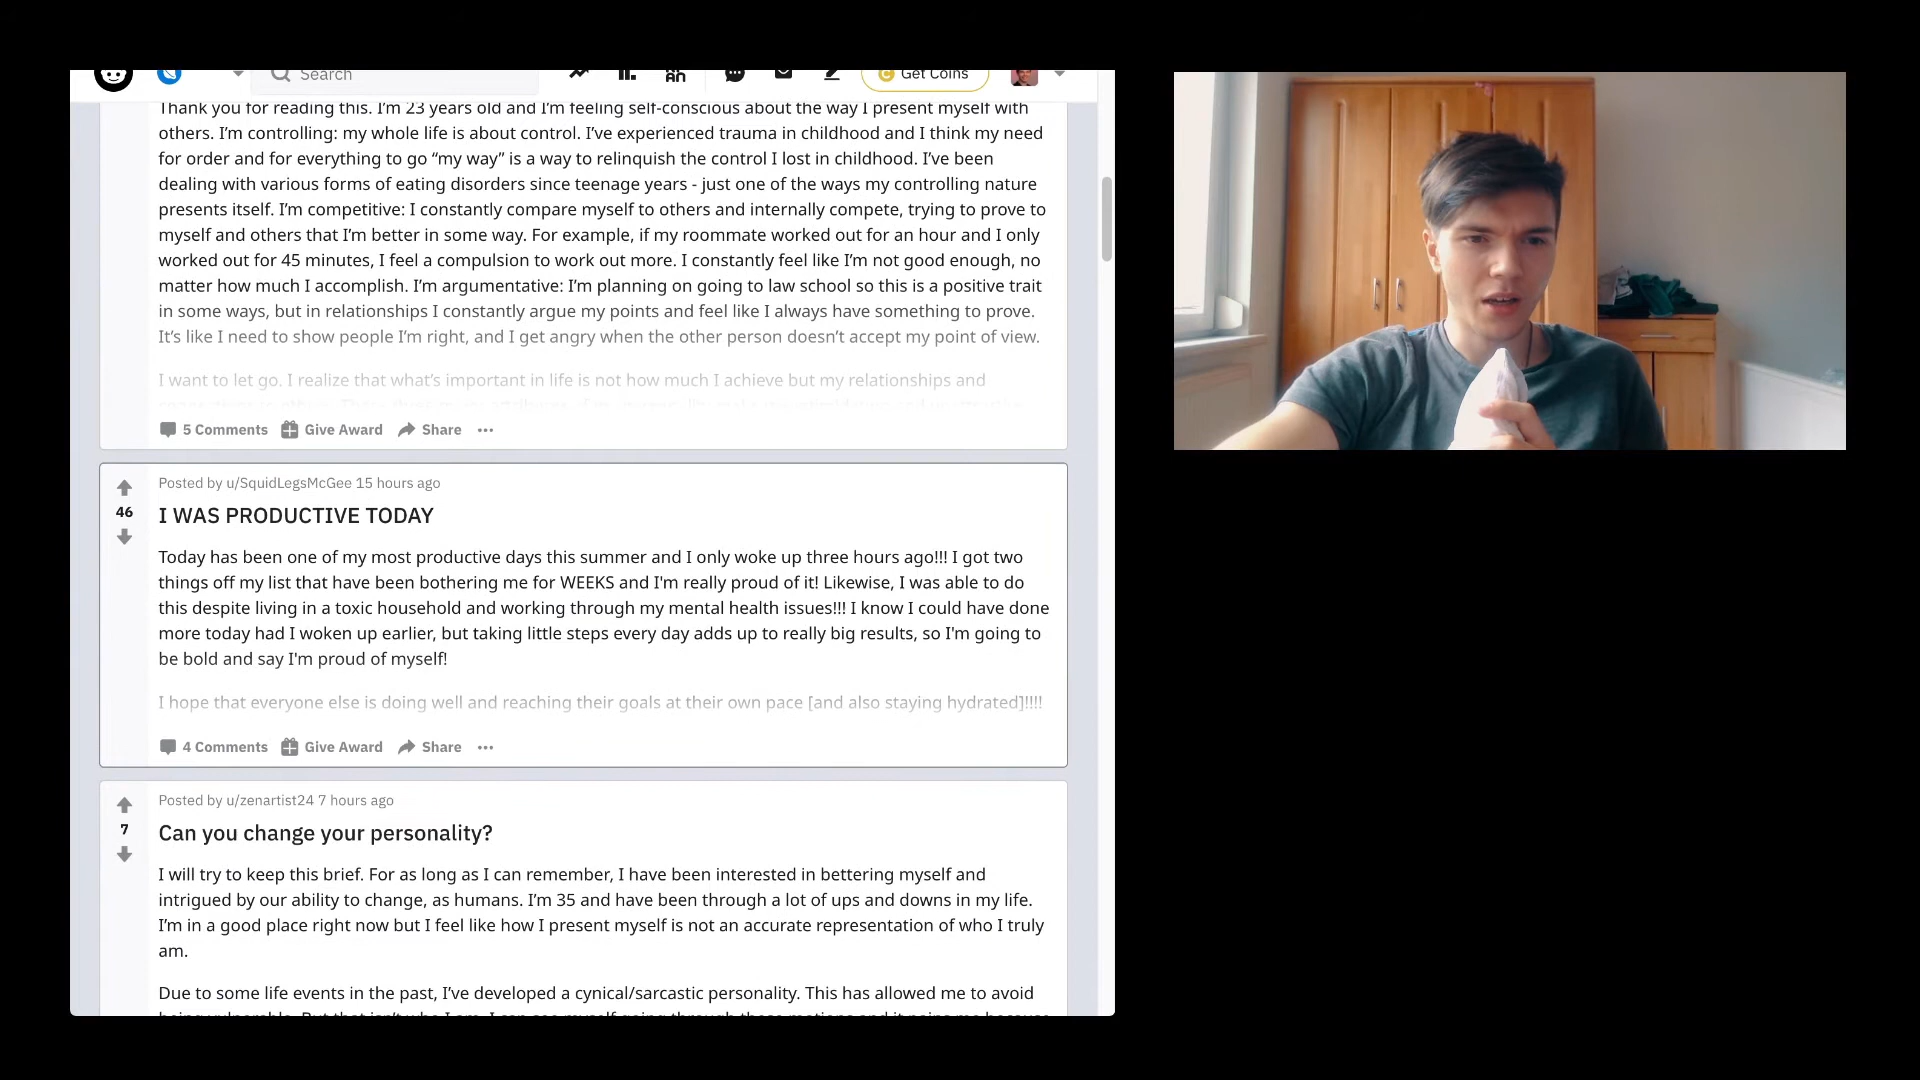 Search
Get Coins
Thank you for reading this. I’m 23 years old and I’m feeling self-conscious about the way I present myself with
others. I’m controlling: my whole life is about control. I’ve experienced trauma in childhood and I think my need
for order and for everything to go “my way” is a way to relinquish the control I lost in childhood. I’ve been
dealing with various forms of eating disorders since teenage years - just one of the ways my controlling nature
presents itself. I’m competitive: I constantly compare myself to others and internally compete, trying to prove to
myself and others that I’m better in some way. For example, if my roommate worked out for an hour and I only
worked out for 45 minutes, I feel a compulsion to work out more. I constantly feel like I’m not good enough, no
matter how much I accomplish. I’m argumentative: I’m planning on going to law school so this is a positive trait
in some ways, but in relationships I constantly argue my points and feel like I always have something to prove.
It’s like I need to show people I’m right, and I get angry when the other person doesn’t accept my point of view.
I want to let go. I realize that what’s important in life is not how much I achieve but my relationships and
5 Comments Give Award Share
Posted by u/SquidLegsMcGee 15 hours ago
46
I WAS PRODUCTIVE TODAY
Today has been one of my most productive days this summer and I only woke up three hours ago!!! I got two
things off my list that have been bothering me for WEEKS and I'm really proud of it! Likewise, I was able to do
this despite living in a toxic household and working through my mental health issues!!! I know I could have done
more today had I woken up earlier, but taking little steps every day adds up to really big results, so I'm going to
be bold and say I'm proud of myself!
I hope that everyone else is doing well and reaching their goals at their own pace [and also staying hydrated]!!!!
4 Comments Give Award Share
Posted by u/zenartist24 7 hours ago
7
Can you change your personality?
I will try to keep this brief. For as long as I can remember, I have been interested in bettering myself and
intrigued by our ability to change, as humans. I’m 35 and have been through a lot of ups and downs in my life.
I’m in a good place right now but I feel like how I present myself is not an accurate representation of who I truly
am.
Due to some life events in the past, I’ve developed a cynical/sarcastic personality. This has allowed me to avoid